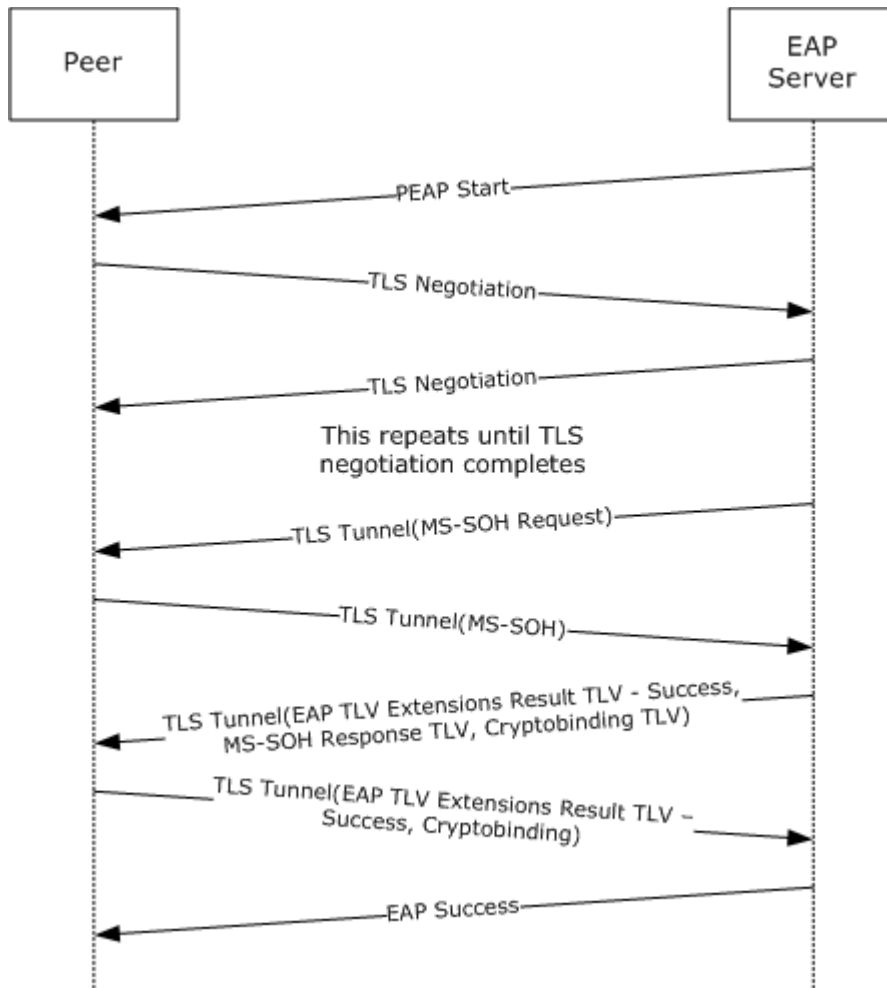 Peer
EAP
Server
PEAP Start
TLS Negotiation
TLS Negotiation
This repeats until TLS
negotiation completes
TLS Tunnel(MS-SOH Request)
TLS Tunnel(MS-SOH)
TLS Tunnel(EAP TLV Extensions Result TLV - Success,
MS-SOH Response TLV, Cryptobinding TLV)
TLS Tunnel(EAP TLV Extensions Result TLV –
Success, Cryptobinding)
EAP Success